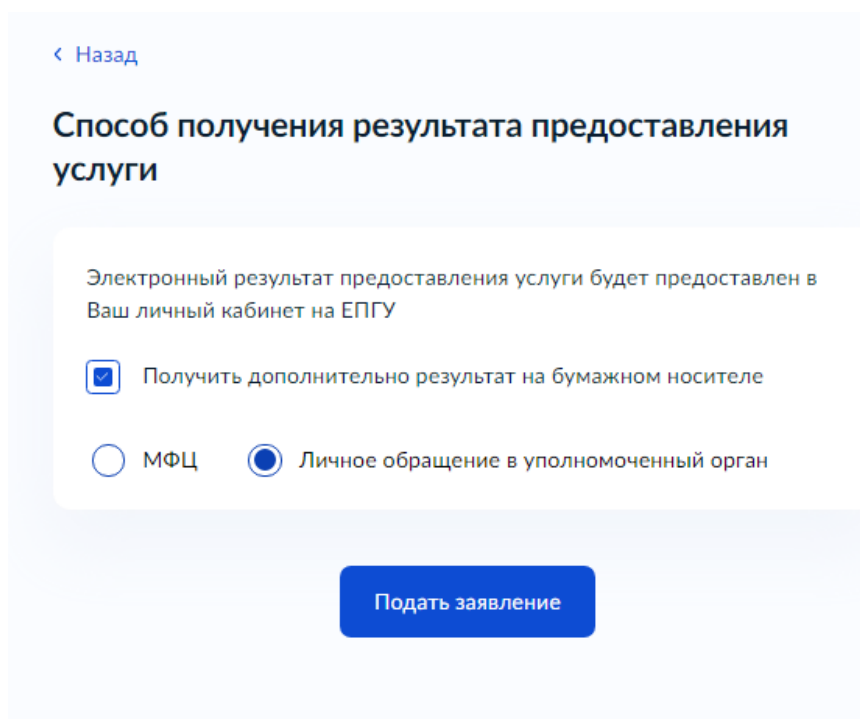 Назад
Способ получения результата предоставления
услуги
Электронный результат предоставления услуги будет предоставлен в
Ваш личный кабинет на ЕПГУ
Получить дополнительно результат на бумажном носителе
МФЦ Личное обращение в уполномоченный орган
Подать заявление